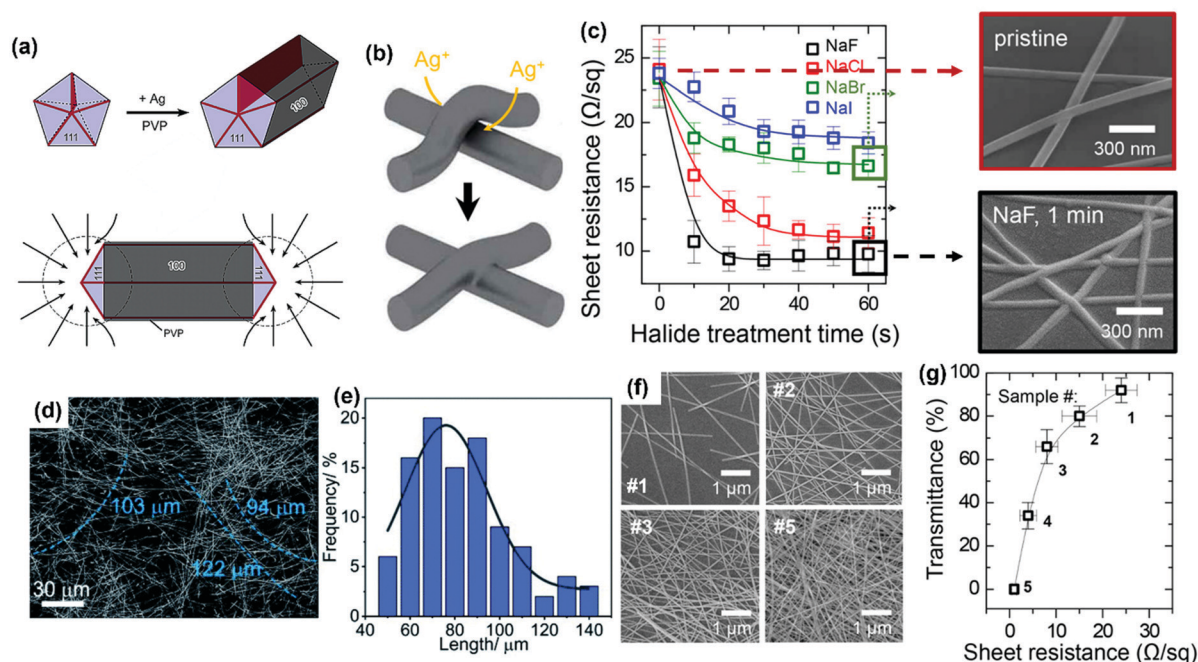 (a)
+ Ag
PVP
111
100
100
111
111
PVP
(b)
Ag⁺
Ag⁺
(c)
Sheet resistance (Ω/sq)
25
20
15
10
0 10 20 30 40 50 60
Halide treatment time (s)
NaF
NaCl
NaBr
NaI
pristine
300 nm
NaF, 1 min
300 nm
(d)
103 μm
94 μm
122 μm
30 μm
(e)
Frequency/ %
20
15
10
5
0
40 60 80 100 120 140
Length/ μm
(f)
#1
1 μm
#2
1 μm
#3
1 μm
#5
1 μm
(g)
Transmittance (%)
100
80
60
40
20
0
Sample #:
1
2
3
4
5
0 10 20 30
Sheet resistance (Ω/sq)